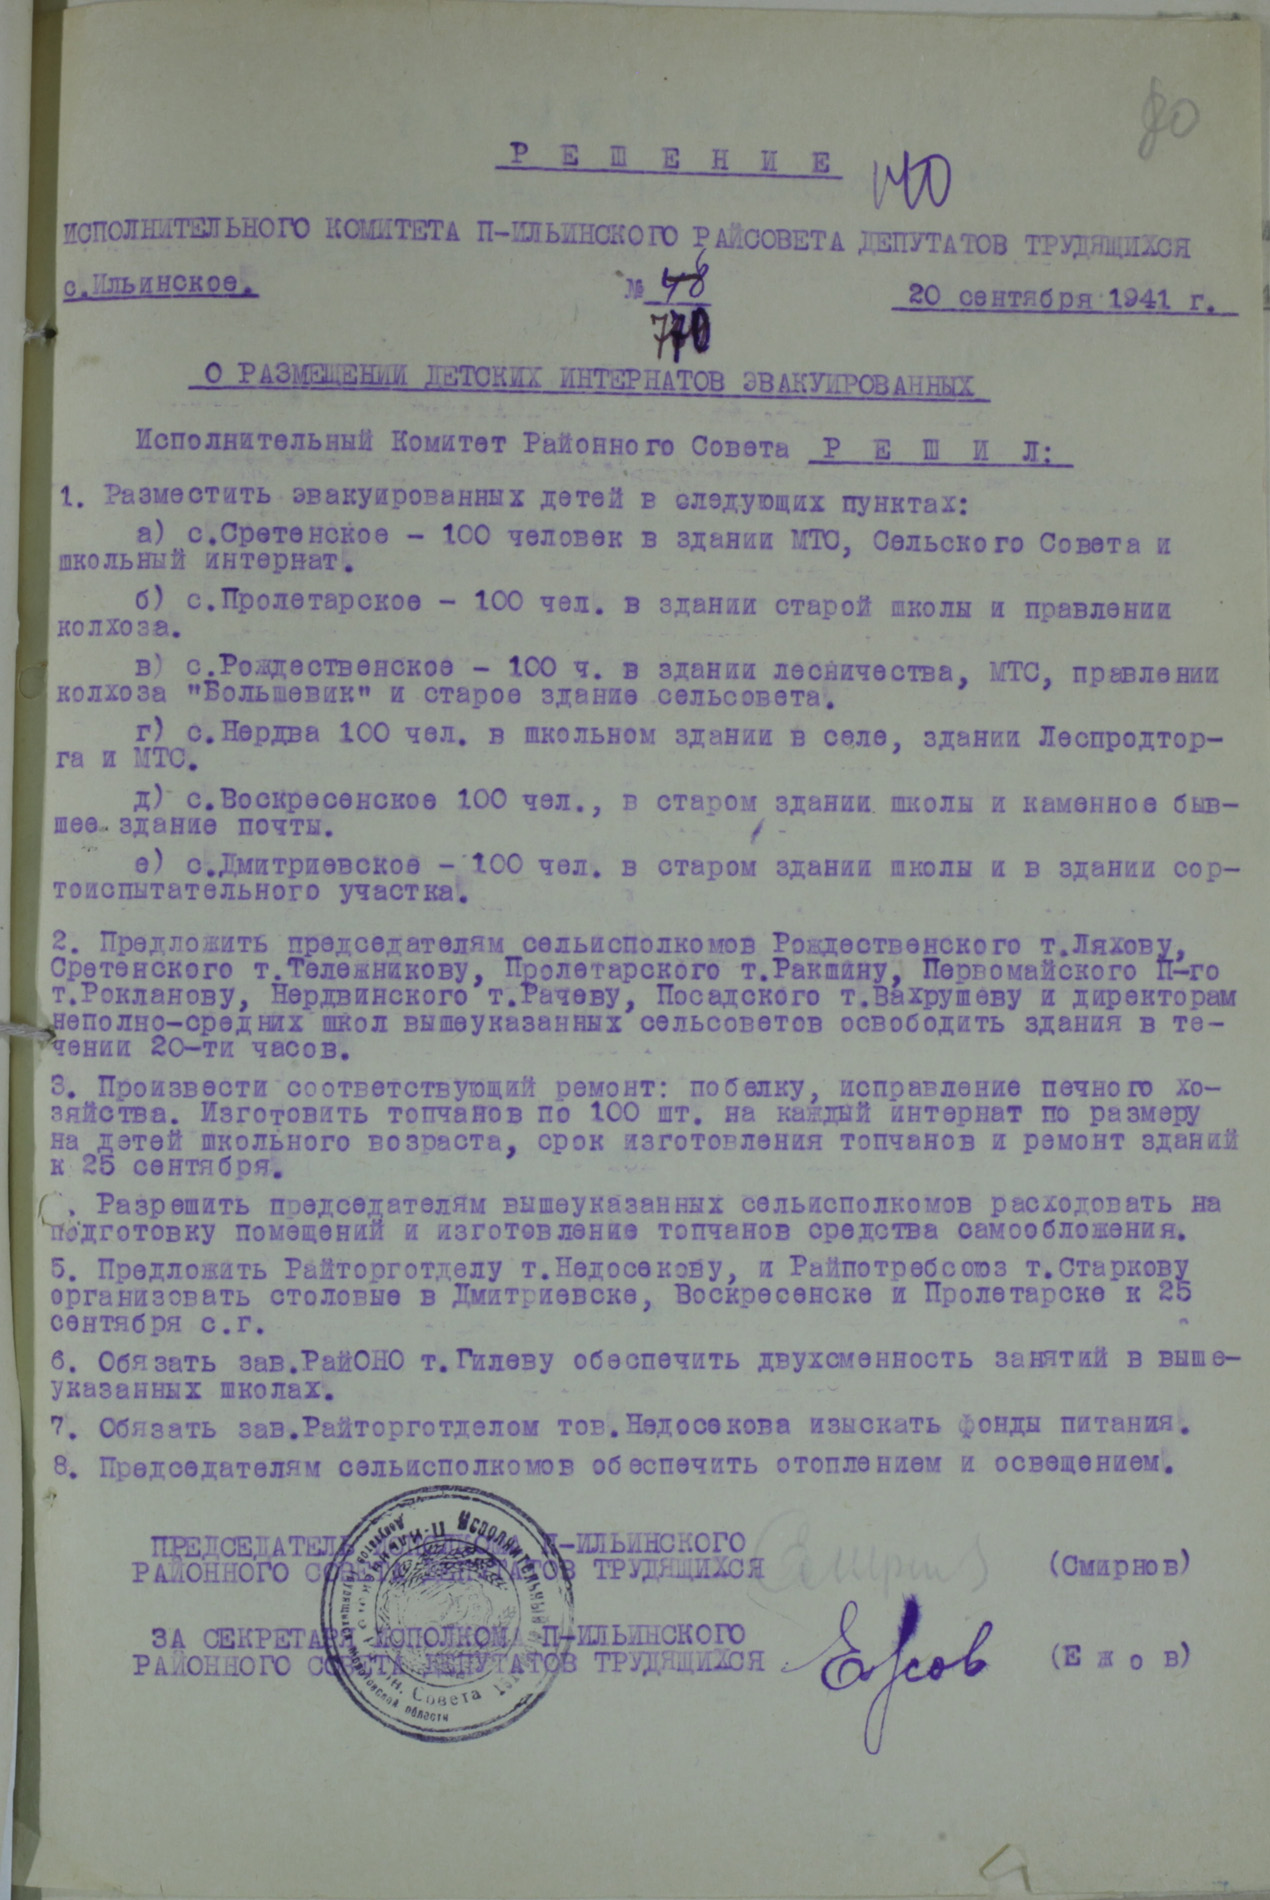 80
Р Е Ш Е Н И Е
140
ИСПОЛНИТЕЛЬНОГО КОМИТЕТА П-ИЛЬИНСКОГО РАЙСОВЕТА ДЕПУТАТОВ ТРУДЯЩИХСЯ
с.Ильинское. № 20 сентября 1941 г.
О РАЗМЕЩЕНИИ ДЕТСКИХ ИНТЕРНАТОВ ЭВАКУИРОВАННЫХ
Исполнительный Комитет Районного Совета Р Е Ш И Л:
1. Разместить эвакуированных детей в следующих пунктах:
а) с.Сретенское – 100 человек в здании МТС, Сельского Совета и
школьный интернат.
б) с.Пролетарское – 100 чел. в здании старой школы и правлении
колхоза.
в) с.Рождественское – 100 ч. в здании лесничества, МТС, правлении
колхоза "Большевик" и старое здание сельсовета.
г) с.Нердва 100 чел. в школьном здании в селе, здании Леспродтор-
га и МТС.
д) с.Воскресенское 100 чел., в старом здании школы и каменное быв-
шее здание почты.
е) с.Дмитриевское – 100 чел. в старом здании школы и в здании сор-
тоиспытательного участка.
2. Предложить председателям сельисполкомов Рождественского т.Ляхову,
Сретенского т.Тележникову, Пролетарского т.Ракшину, Первомайского П-го
т.Рокланову, Нердвинского т.Рачеву, Посадского т.Вахрушеву и директорам
неполно-средних школ вышеуказанных сельсоветов освободить здания в те-
чении 20-ти часов.
3. Произвести соответствующий ремонт: побелку, исправление печного хо-
зяйства. Изготовить топчанов по 100 шт. на каждый интернат по размеру
на детей школьного возраста, срок изготовления топчанов и ремонт зданий
к 25 сентября.
. Разрешить председателям вышеуказанных сельисполкомов расходовать на
подготовку помещений и изготовление топчанов средства самообложения.
5. Предложить Райторготделу т.Недосекову, и Райпотребсоюз т.Старкову
организовать столовые в Дмитриевске, Воскресенске и Пролетарске к 25
сентября с.г.
6. Обязать зав.РайОНО т.Гилеву обеспечить двухсменность занятий в выше-
указанных школах.
7. Обязать зав.Райторготделом тов.Недосекова изыскать фонды питания.
8. Председателям сельисполкомов обеспечить отоплением и освещением.
ПРЕДСЕДАТЕЛЬ ИСПОЛКОМА П-ИЛЬИНСКОГО
РАЙОННОГО СОВЕТА ДЕПУТАТОВ ТРУДЯЩИХСЯ (Смирнов)
ЗА СЕКРЕТАРЯ ИСПОЛКОМА П-ИЛЬИНСКОГО
РАЙОННОГО СОВЕТА ДЕПУТАТОВ ТРУДЯЩИХСЯ Ежов (Е ж о в)